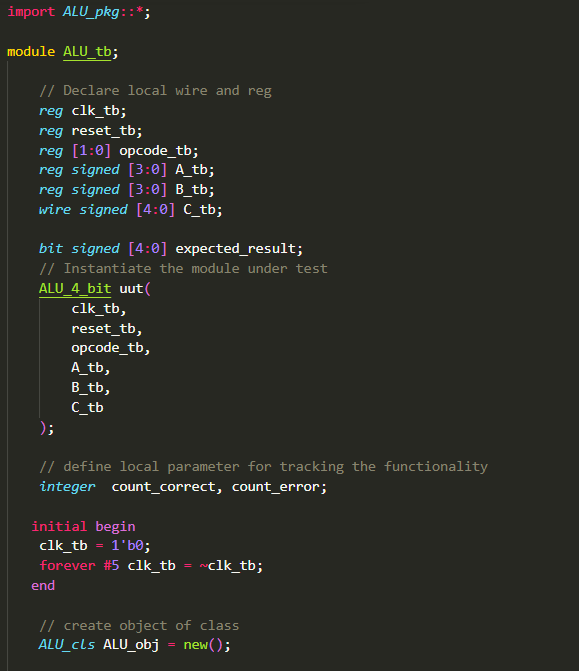 import ALU_pkg::*;
module ALU_tb;
// Declare local wire and reg
reg clk_tb;
reg reset_tb;
reg [1:0] opcode_tb;
reg signed [3:0] A_tb;
reg signed [3:0] B_tb;
wire signed [4:0] C_tb;
bit signed [4:0] expected_result;
// Instantiate the module under test
ALU_4_bit uut(
clk_tb,
reset_tb,
opcode_tb,
A_tb,
B_tb,
C_tb
);
// define local parameter for tracking the functionality
integer  count_correct, count_error;
initial begin
clk_tb = 1'b0;
forever #5 clk_tb = ~clk_tb;
end
// create object of class
ALU_cls ALU_obj = new();